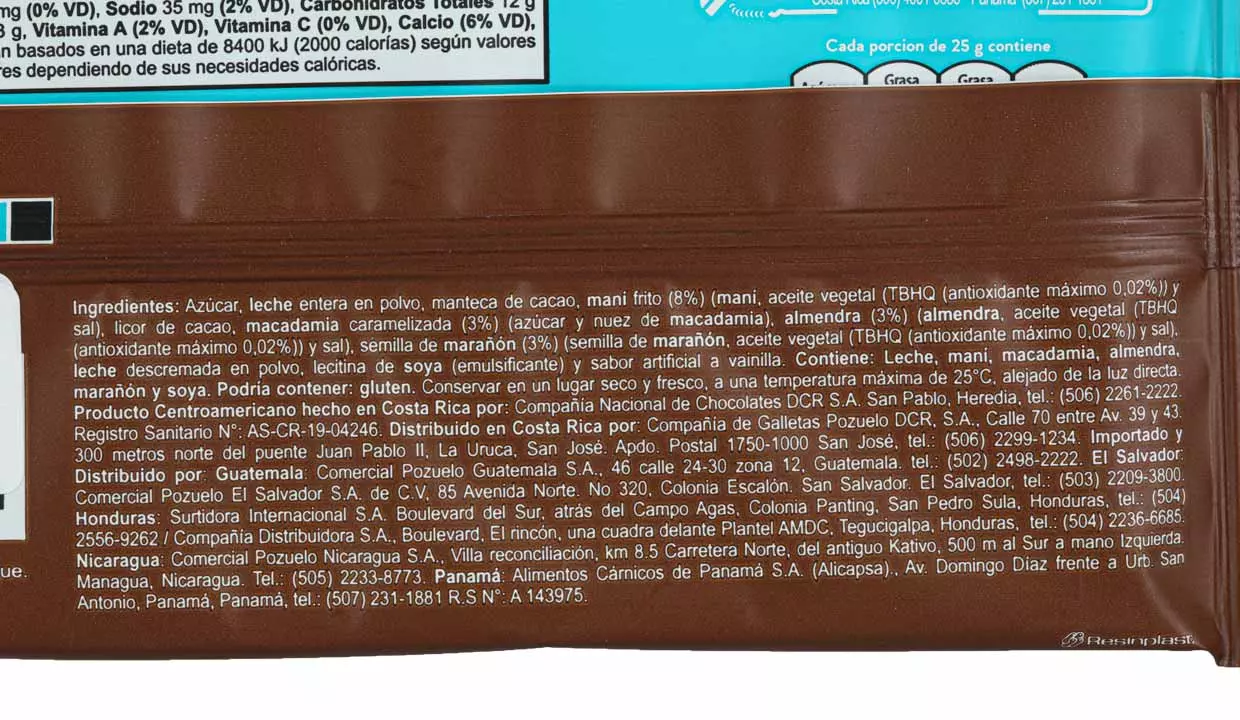 mg (0% VD), Sodio 35 mg (2% VD), Carbohidratos Totales 12 g
g, Vitamina A (2% VD), Vitamina C (0% VD), Calcio (6% VD),
n basados en una dieta de 8400 kJ (2000 calorías) según valores
res dependiendo de sus necesidades calóricas.
Cada porcion de 25 g contiene
Grasa Grasa
Ingredientes: Azúcar, leche entera en polvo, manteca de cacao, mani frito (8%) (mani, aceite vegetal (TBHQ (antioxidante máximo 0,02%)) y
sal), licor de cacao, macadamia caramelizada (3%) (azúcar y nuez de macadamia), almendra (3%) (almendra, aceite vegetal (TBHQ
(antioxidante máximo 0,02%)) y sal), semilla de marañón (3%) (semilla de marañón, aceite vegetal (TBHQ (antioxidante máximo 0,02%)) y sal),
leche descremada en polvo, lecitina de soya (emulsificante) y sabor artificial a vainilla. Contiene: Leche, maní, macadamia, almendra,
marañón y soya. Podría contener: gluten. Conservar en un lugar seco y fresco, a una temperatura máxima de 25°C, alejado de la luz directa.
Producto Centroamericano hecho en Costa Rica por: Compañía Nacional de Chocolates DCR S.A. San Pablo, Heredia, tel.: (506) 2261-2222.
Registro Sanitario N°: AS-CR-19-04246. Distribuido en Costa Rica por: Compañía de Galletas Pozuelo DCR, S.A., Calle 70 entre Av. 39 y 43.
300 metros norte del puente Juan Pablo II, La Uruca, San José. Apdo. Postal 1750-1000 San José, tel.: (506) 2299-1234. Importado y
Distribuido por: Guatemala: Comercial Pozuelo Guatemala S.A., 46 calle 24-30 zona 12, Guatemala. tel.: (502) 2498-2222. El Salvador:
Comercial Pozuelo El Salvador S.A. de C.V, 85 Avenida Norte. No 320, Colonia Escalón. San Salvador. El Salvador, tel.: (503) 2209-3800.
Honduras: Surtidora Internacional S.A. Boulevard del Sur, atrás del Campo Agas, Colonia Panting, San Pedro Sula, Honduras, tel.: (504)
2556-9262 / Compañía Distribuidora S.A., Boulevard, El rincón, una cuadra delante Plantel AMDC, Tegucigalpa, Honduras, tel.: (504) 2236-6685.
Nicaragua: Comercial Pozuelo Nicaragua S.A., Villa reconciliación, km 8.5 Carretera Norte, del antiguo Kativo, 500 m al Sur a mano Izquierda.
Managua, Nicaragua. Tel.: (505) 2233-8773. Panamá: Alimentos Cárnicos de Panamá S.A. (Alicapsa)., Av. Domingo Díaz frente a Urb. San
Antonio, Panamá, Panamá, tel.: (507) 231-1881 R.S N°: A 143975.
ue.
Resinplast.